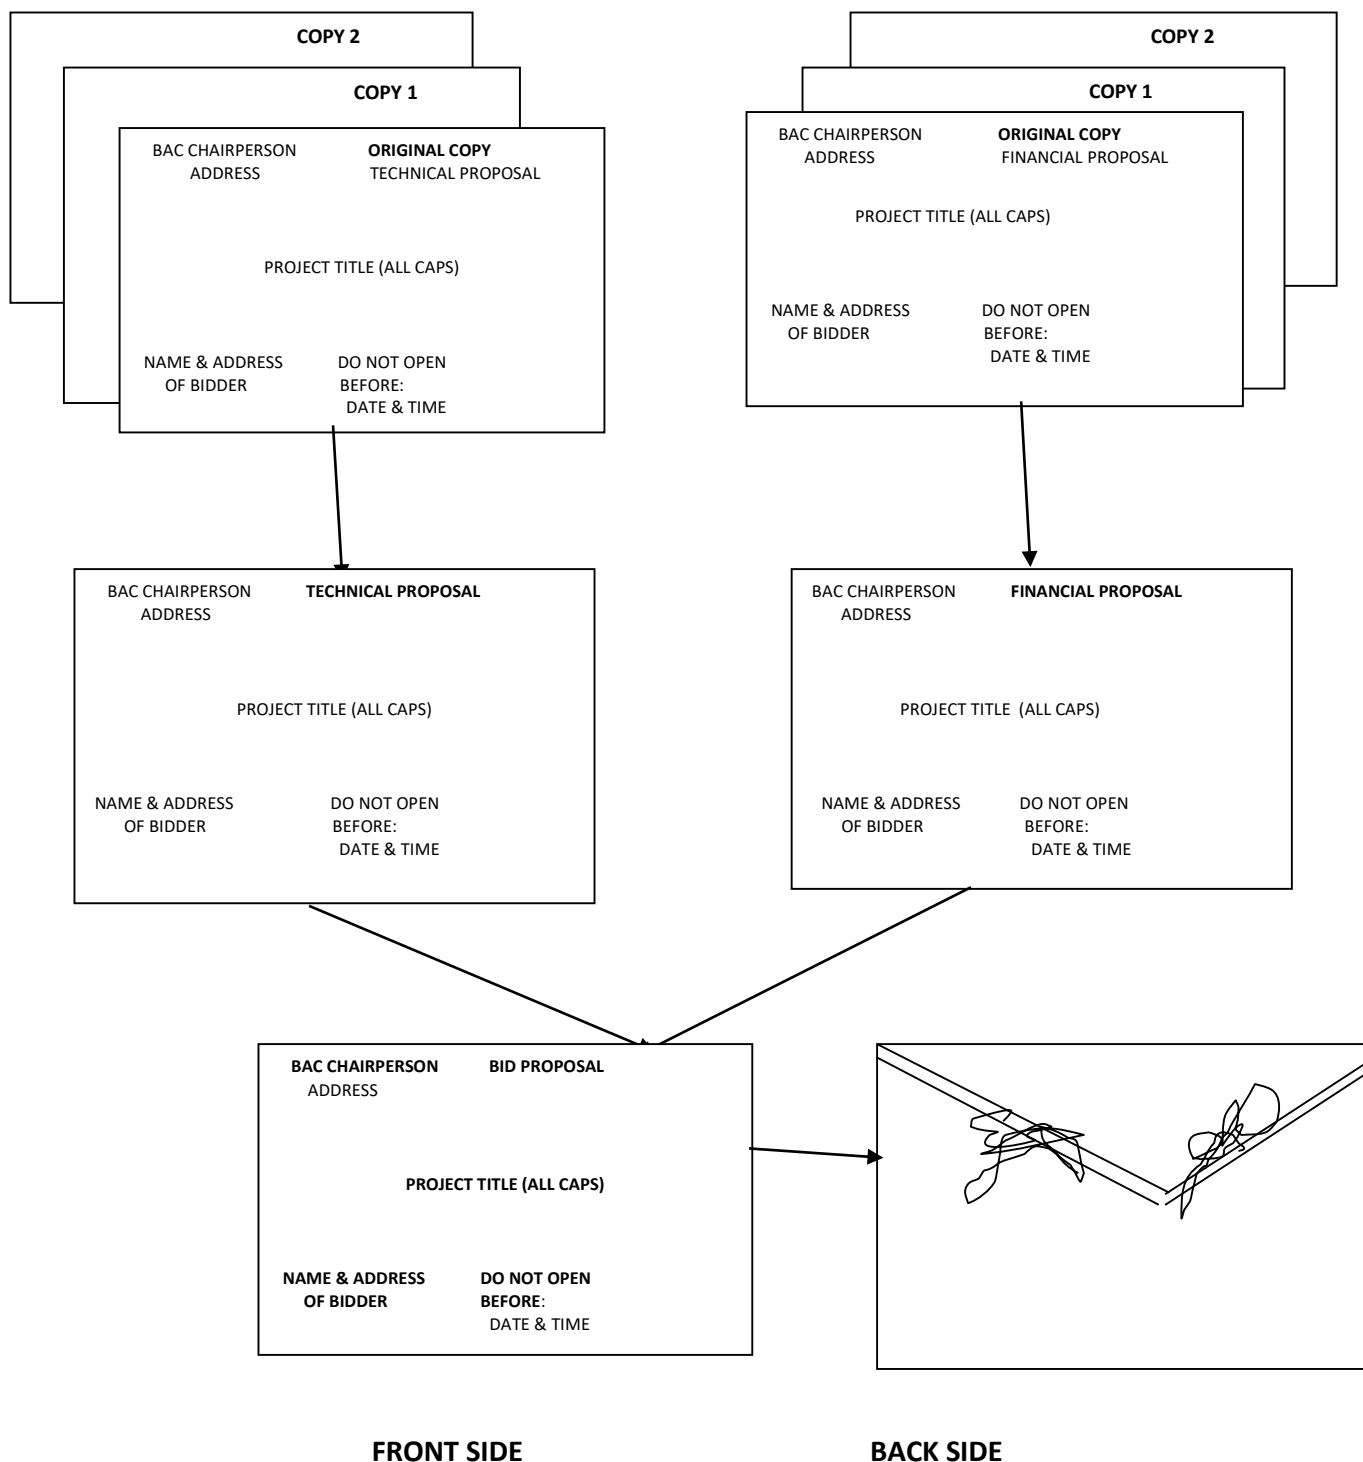 COPY 2
COPY 1
BAC CHAIRPERSON ORIGINAL COPY
ADDRESS TECHNICAL PROPOSAL
PROJECT TITLE (ALL CAPS)
NAME & ADDRESS DO NOT OPEN
OF BIDDER BEFORE:
DATE & TIME
COPY 2
COPY 1
BAC CHAIRPERSON ORIGINAL COPY
ADDRESS FINANCIAL PROPOSAL
PROJECT TITLE (ALL CAPS)
NAME & ADDRESS DO NOT OPEN
OF BIDDER BEFORE:
DATE & TIME
BAC CHAIRPERSON TECHNICAL PROPOSAL
ADDRESS
PROJECT TITLE (ALL CAPS)
NAME & ADDRESS DO NOT OPEN
OF BIDDER BEFORE:
DATE & TIME
BAC CHAIRPERSON FINANCIAL PROPOSAL
ADDRESS
PROJECT TITLE (ALL CAPS)
NAME & ADDRESS DO NOT OPEN
OF BIDDER BEFORE:
DATE & TIME
BAC CHAIRPERSON BID PROPOSAL
ADDRESS
PROJECT TITLE (ALL CAPS)
NAME & ADDRESS DO NOT OPEN
OF BIDDER BEFORE:
DATE & TIME
FRONT SIDE BACK SIDE